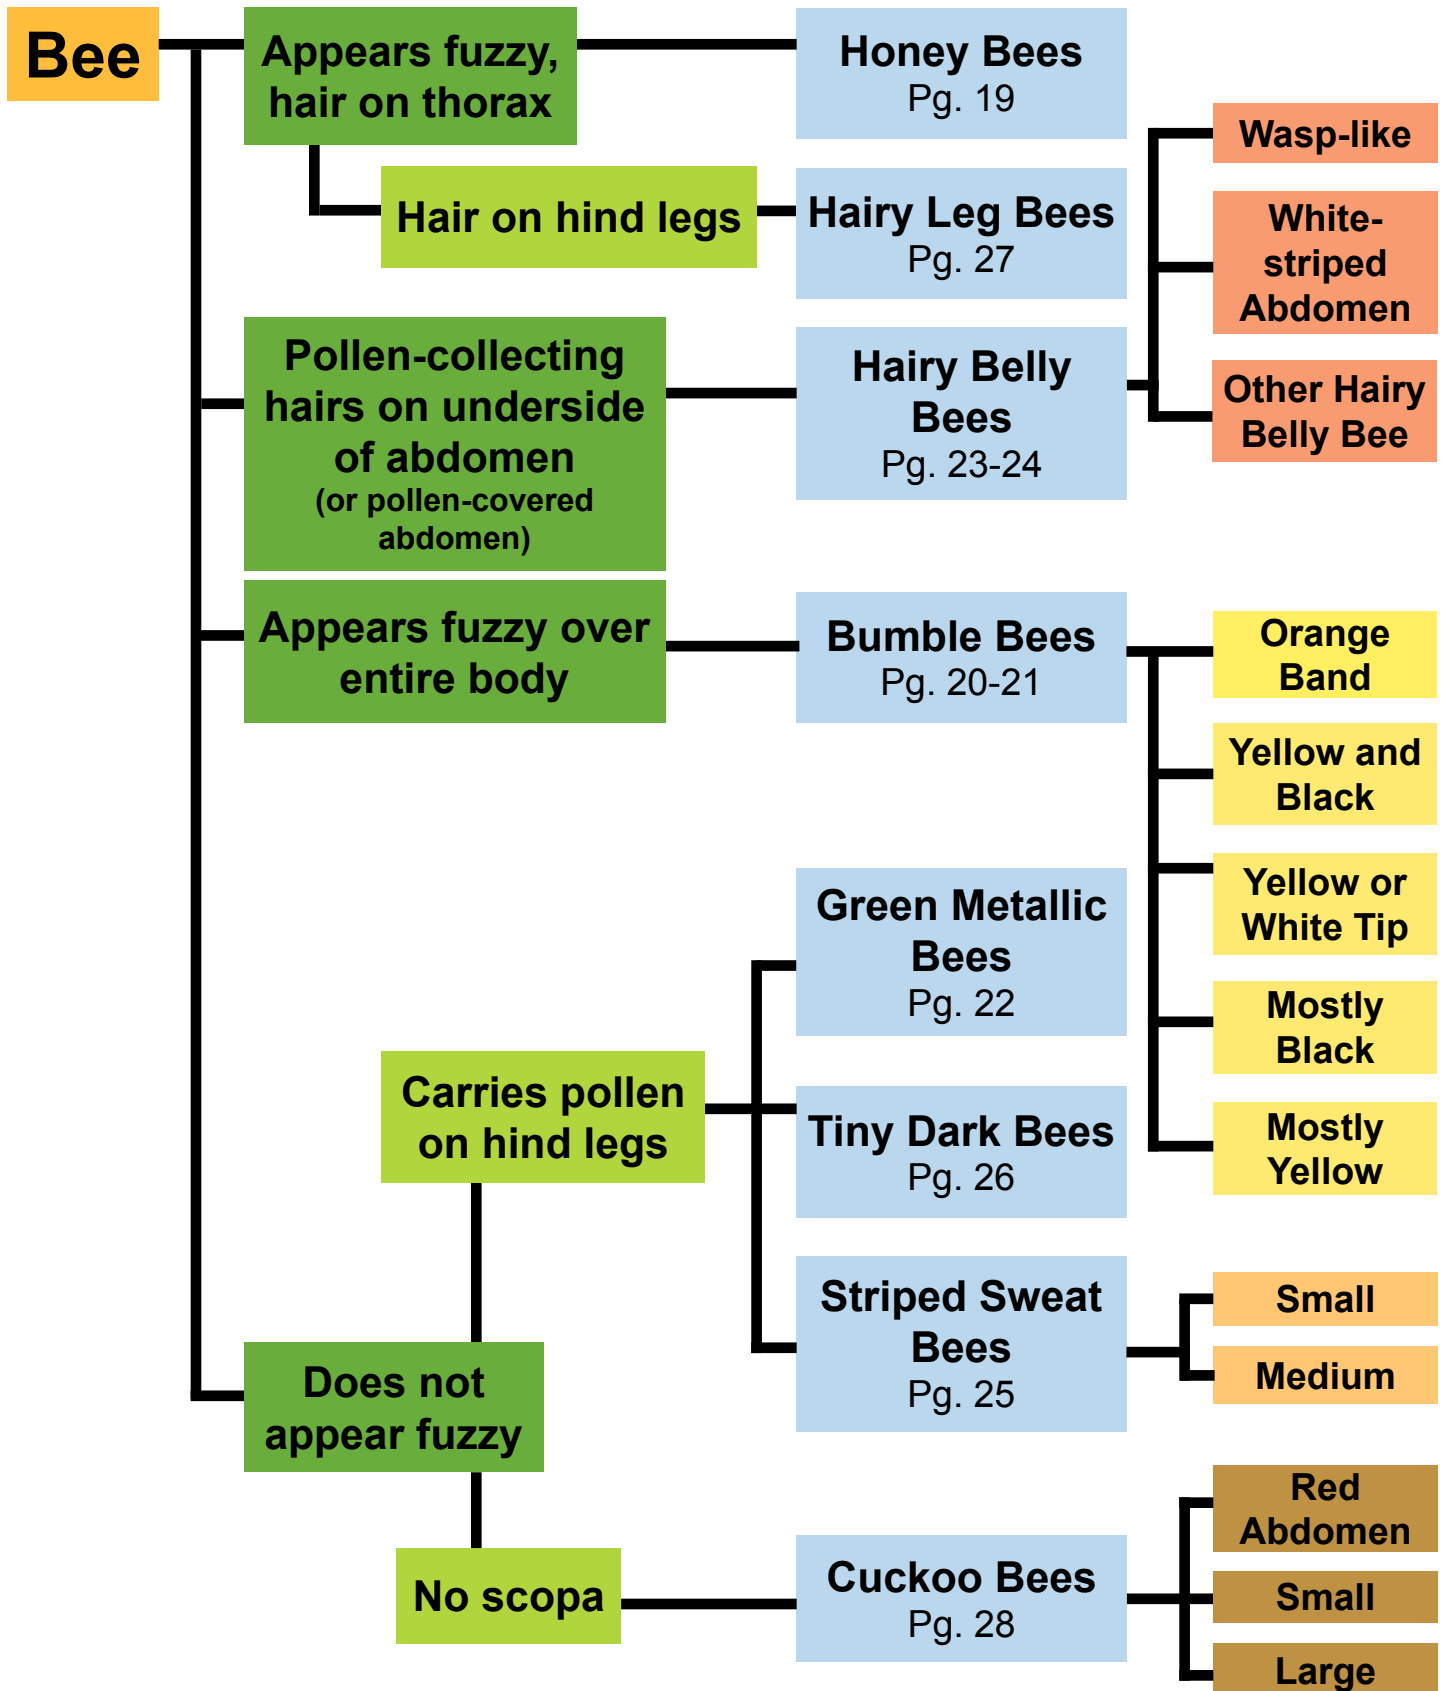 Bee
Appears fuzzy,
hair on thorax
Honey Bees
Pg. 19
Hair on hind legs
Hairy Leg Bees
Pg. 27
Pollen-collecting
hairs on underside
of abdomen
(or pollen-covered
abdomen)
Hairy Belly
Bees
Pg. 23-24
Wasp-like
White-
striped
Abdomen
Other Hairy
Belly Bee
Appears fuzzy over
entire body
Bumble Bees
Pg. 20-21
Orange
Band
Yellow and
Black
Yellow or
White Tip
Mostly
Black
Mostly
Yellow
Does not
appear fuzzy
Carries pollen
on hind legs
Green Metallic
Bees
Pg. 22
Tiny Dark Bees
Pg. 26
Striped Sweat
Bees
Pg. 25
Small
Medium
No scopa
Cuckoo Bees
Pg. 28
Red
Abdomen
Small
Large